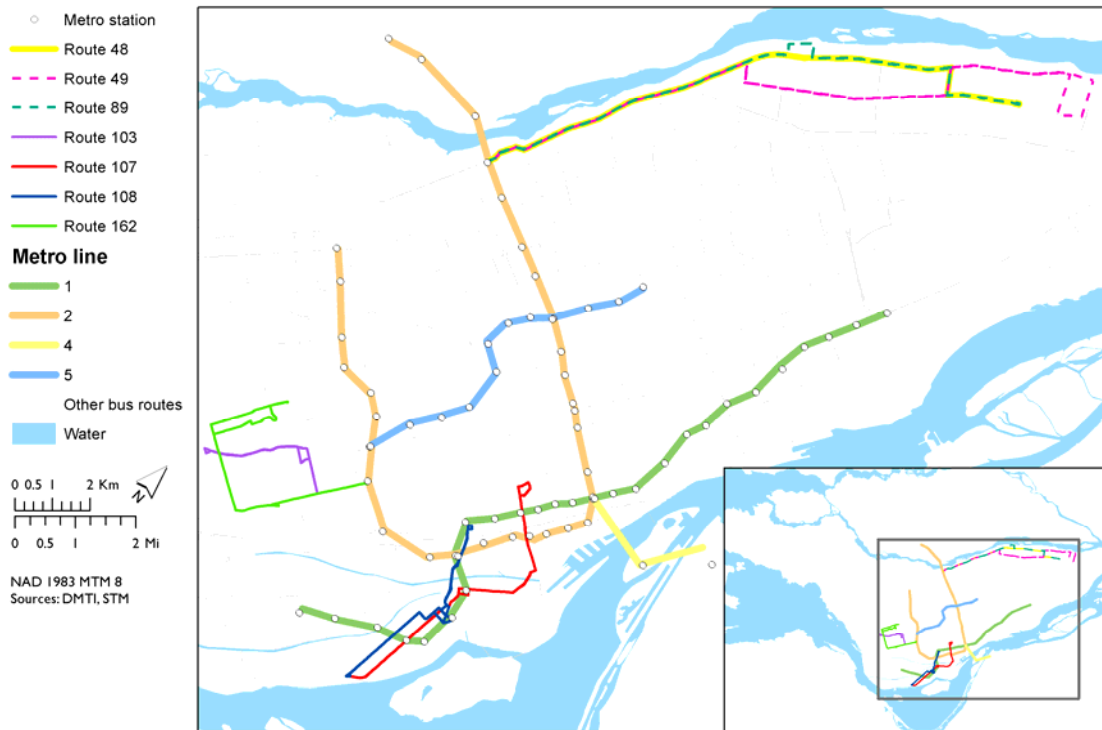 Metro station
Route 48
Route 49
Route 89
Route 103
Route 107
Route 108
Route 162
Metro line
1
2
4
5
Other bus routes
Water
0 0.5 1 2 Km
N
0 0.5 1 2 Mi
NAD 1983 MTM 8
Sources: DMTI, STM